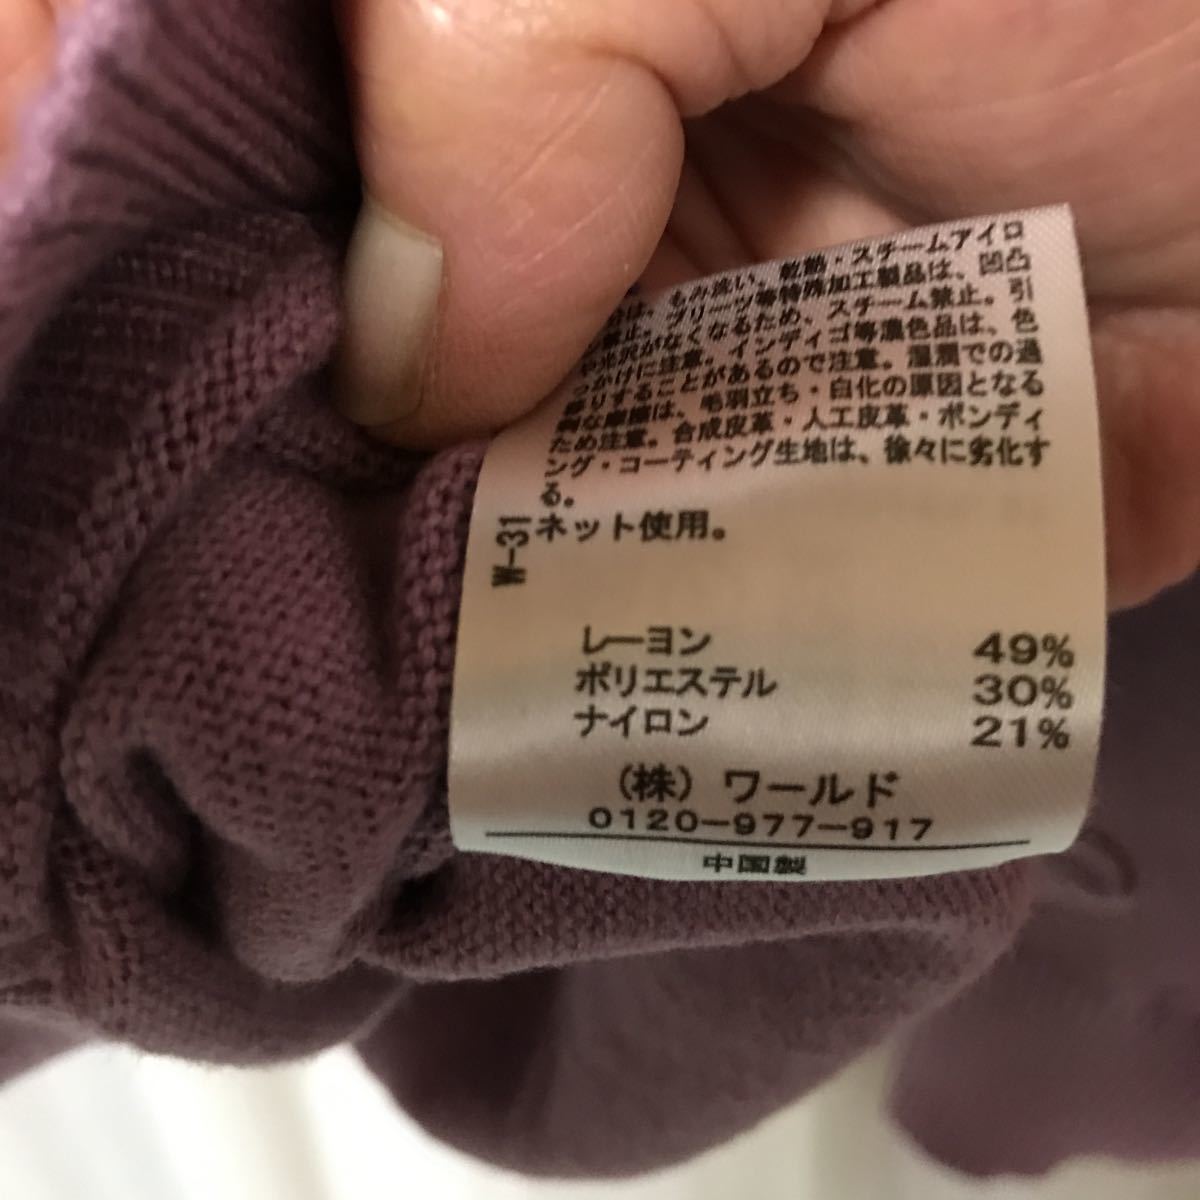 は、もみ洗い、乾熱・スチームアイロ
禁止。プリーツ等特殊加工製品は、凹凸
や光沢がなくなるため、スチーム禁止。引
っかけに注意。インディゴ等濃色品は、色
移りすることがあるので注意。湿潤での過
度な摩擦は、毛羽立ち・白化の原因となる
ため注意。合成皮革・人工皮革・ボンディ
ング・コーティング生地は、徐々に劣化す
る。
ネット使用。
W-31
レーヨン 49%
ポリエステル 30%
ナイロン 21%
(株) ワールド
0120-977-917
中国製